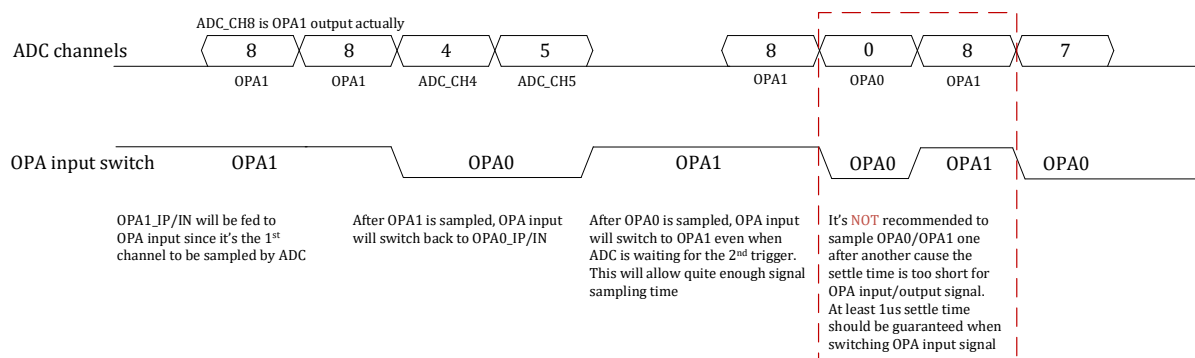 ADC_CH8 is OPA1 output actually
ADC channels
8
8
4
5
8
0
8
7
OPA1
OPA1
ADC_CH4
ADC_CH5
OPA1
OPA0
OPA1
OPA input switch
OPA1
OPA0
OPA1
OPA0
OPA1
OPA0
OPA1_IP/IN will be fed to
OPA input since it's the 1st
channel to be sampled by ADC
After OPA1 is sampled, OPA input
will switch back to OPA0_IP/IN
After OPA0 is sampled, OPA input
will switch to OPA1 even when
ADC is waiting for the 2nd trigger.
This will allow quite enough signal
sampling time
It's NOT recommended to
sample OPA0/OPA1 one
after another cause the
settle time is too short for
OPA input/output signal.
At least 1us settle time
should be guaranteed when
switching OPA input signal